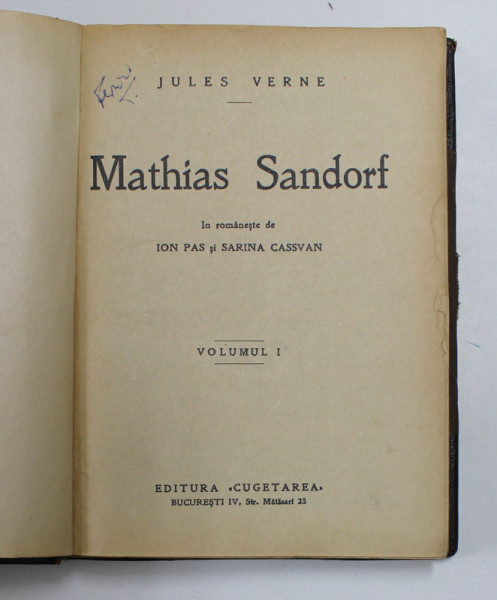 JULES VERNE
Mathias Sandorf
In românește de
ION PAS și SARINA CASSVAN
VOLUMUL I
EDITURA «CUGETAREA»
BUCUREȘTI IV, Str. Mătăsari 23